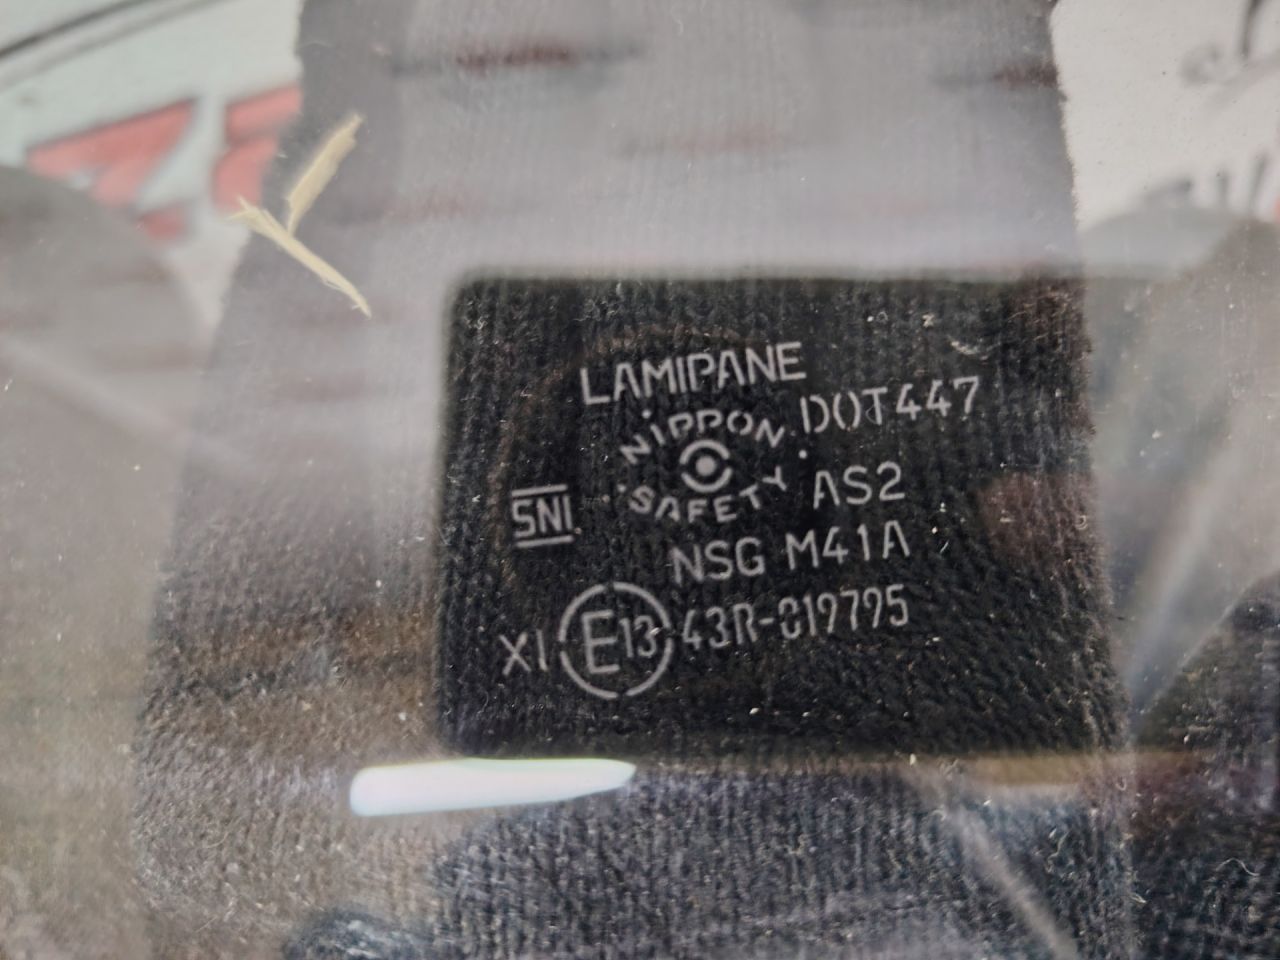 LAMIPANE
NIPPON
DOT447
SAFETY
AS2
SNI
NSG M41A
XI E13 43R-019795